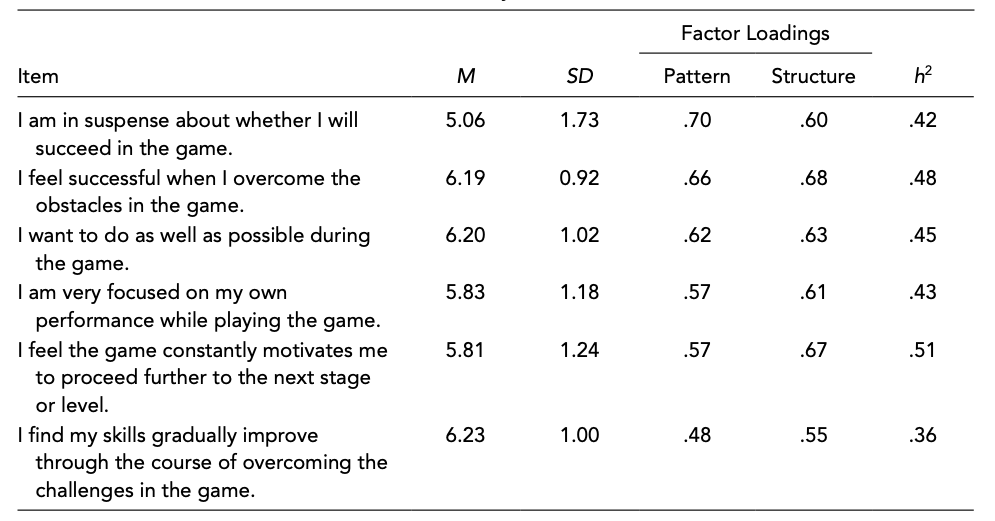 Factor Loadings
Item M SD Pattern Structure h²
I am in suspense about whether I will 5.06 1.73 .70 .60 .42
succeed in the game.
I feel successful when I overcome the 6.19 0.92 .66 .68 .48
obstacles in the game.
I want to do as well as possible during 6.20 1.02 .62 .63 .45
the game.
I am very focused on my own 5.83 1.18 .57 .61 .43
performance while playing the game.
I feel the game constantly motivates me 5.81 1.24 .57 .67 .51
to proceed further to the next stage
or level.
I find my skills gradually improve 6.23 1.00 .48 .55 .36
through the course of overcoming the
challenges in the game.